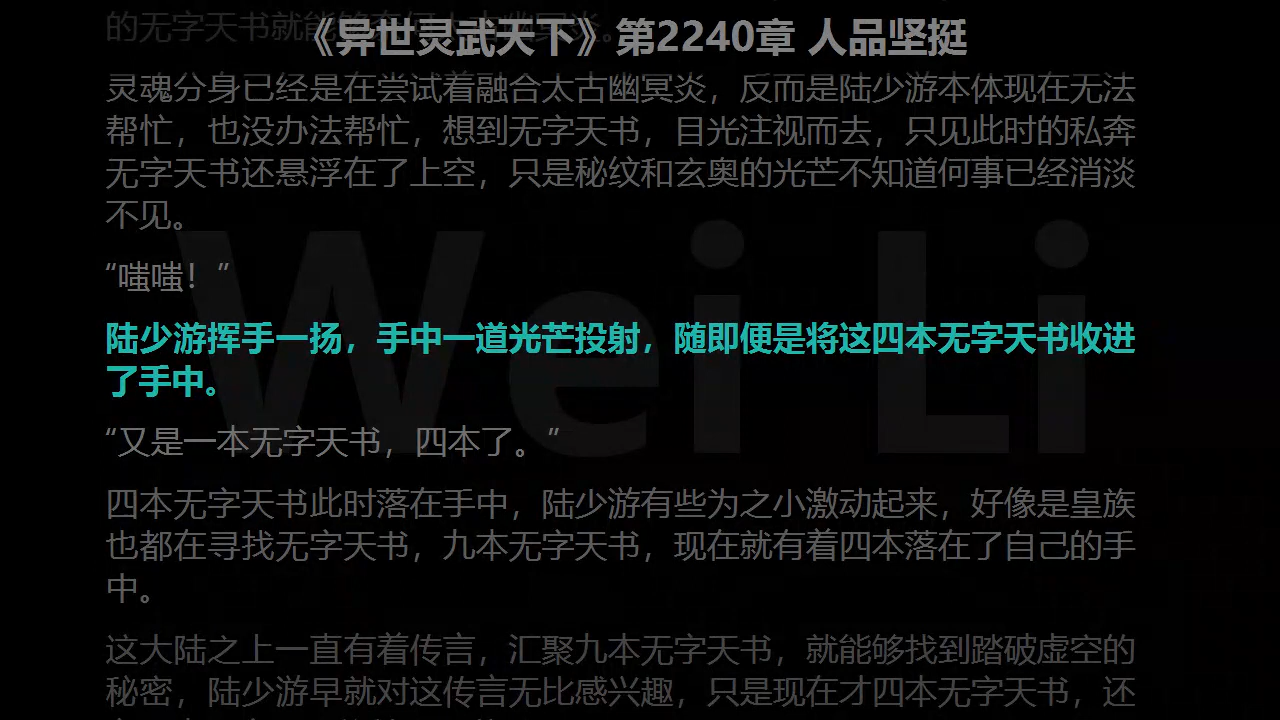 的无字天书就能
《异世灵武天下》第2240章 人品坚挺
灵魂分身已经是在尝试着融合太古幽冥炎，反而是陆少游本体现在无法
帮忙，也没办法帮忙，想到无字天书，目光注视而去，只见此时的私奔
无字天书还悬浮在了上空，只是秘纹和玄奥的光芒不知道何事已经消淡
不见。
“嗤嗤！”
陆少游挥手一扬，手中一道光芒投射，随即便是将这四本无字天书收进
了手中。
“又是一本无字天书，四本了。”
四本无字天书此时落在手中，陆少游有些为之小激动起来，好像是皇族
也都在寻找无字天书，九本无字天书，现在就有着四本落在了自己的手
中。
这大陆之上一直有着传言，汇聚九本无字天书，就能够找到踏破虚空的
秘密，陆少游早就对这传言无比感兴趣，只是现在才四本无字天书，还
Wei Li